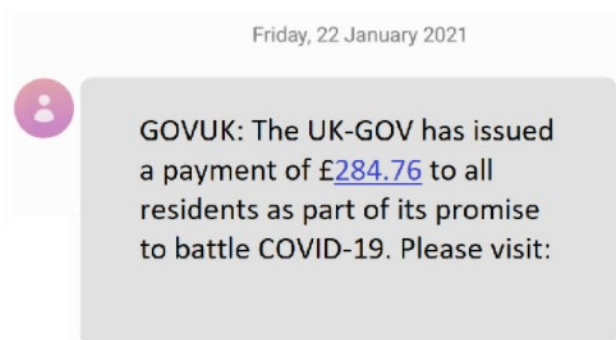 Friday, 22 January 2021
GOVUK: The UK-GOV has issued
a payment of £284.76 to all
residents as part of its promise
to battle COVID-19. Please visit: